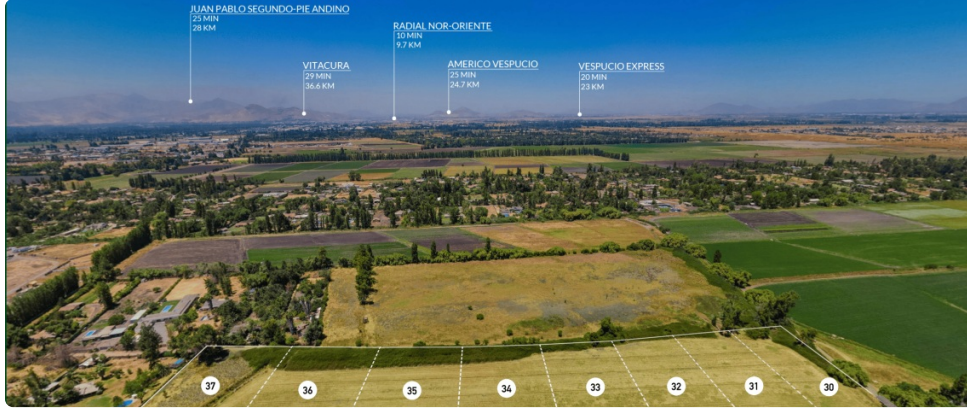 JUAN PABLO SEGUNDO-PIE ANDINO
25 MIN
28 KM
RADIAL NOR-ORIENTE
10 MIN
9.7 KM
VITACURA
29 MIN
36.6 KM
AMERICO VESPUCIO
25 MIN
24.7 KM
VESPUCIO EXPRESS
20 MIN
23 KM
37
36
35
34
33
32
31
30